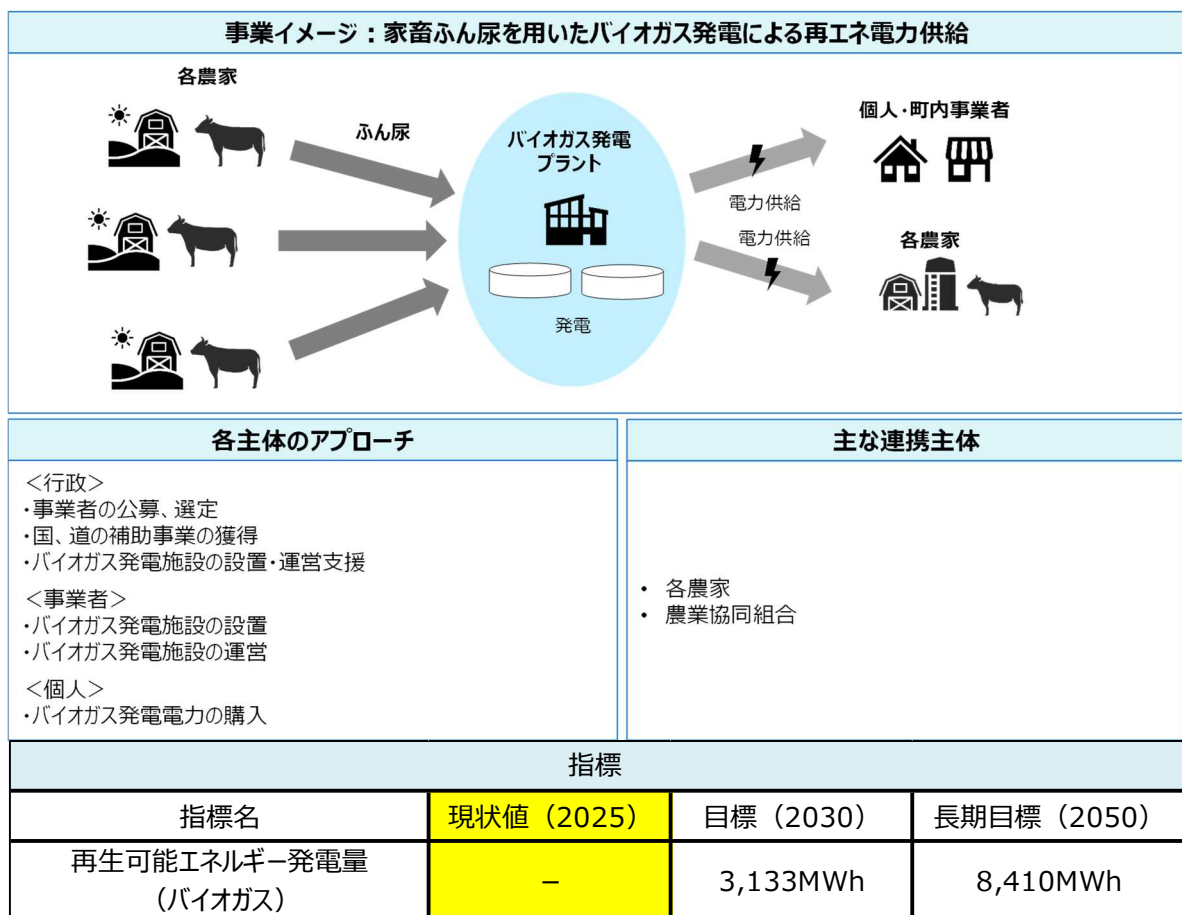 事業イメージ：家畜ふん尿を用いたバイオガス発電による再エネ電力供給
各農家
ふん尿
バイオガス発電
プラント
発電
個人・町内事業者
電力供給
電力供給
各農家
各主体のアプローチ
＜行政＞
・事業者の公募、選定
・国、道の補助事業の獲得
・バイオガス発電施設の設置・運営支援
＜事業者＞
・バイオガス発電施設の設置
・バイオガス発電施設の運営
＜個人＞
・バイオガス発電電力の購入
主な連携主体
• 各農家
• 農業協同組合
指標
指標名 現状値（2025） 目標（2030） 長期目標（2050）
再生可能エネルギー発電量
（バイオガス） － 3,133MWh 8,410MWh